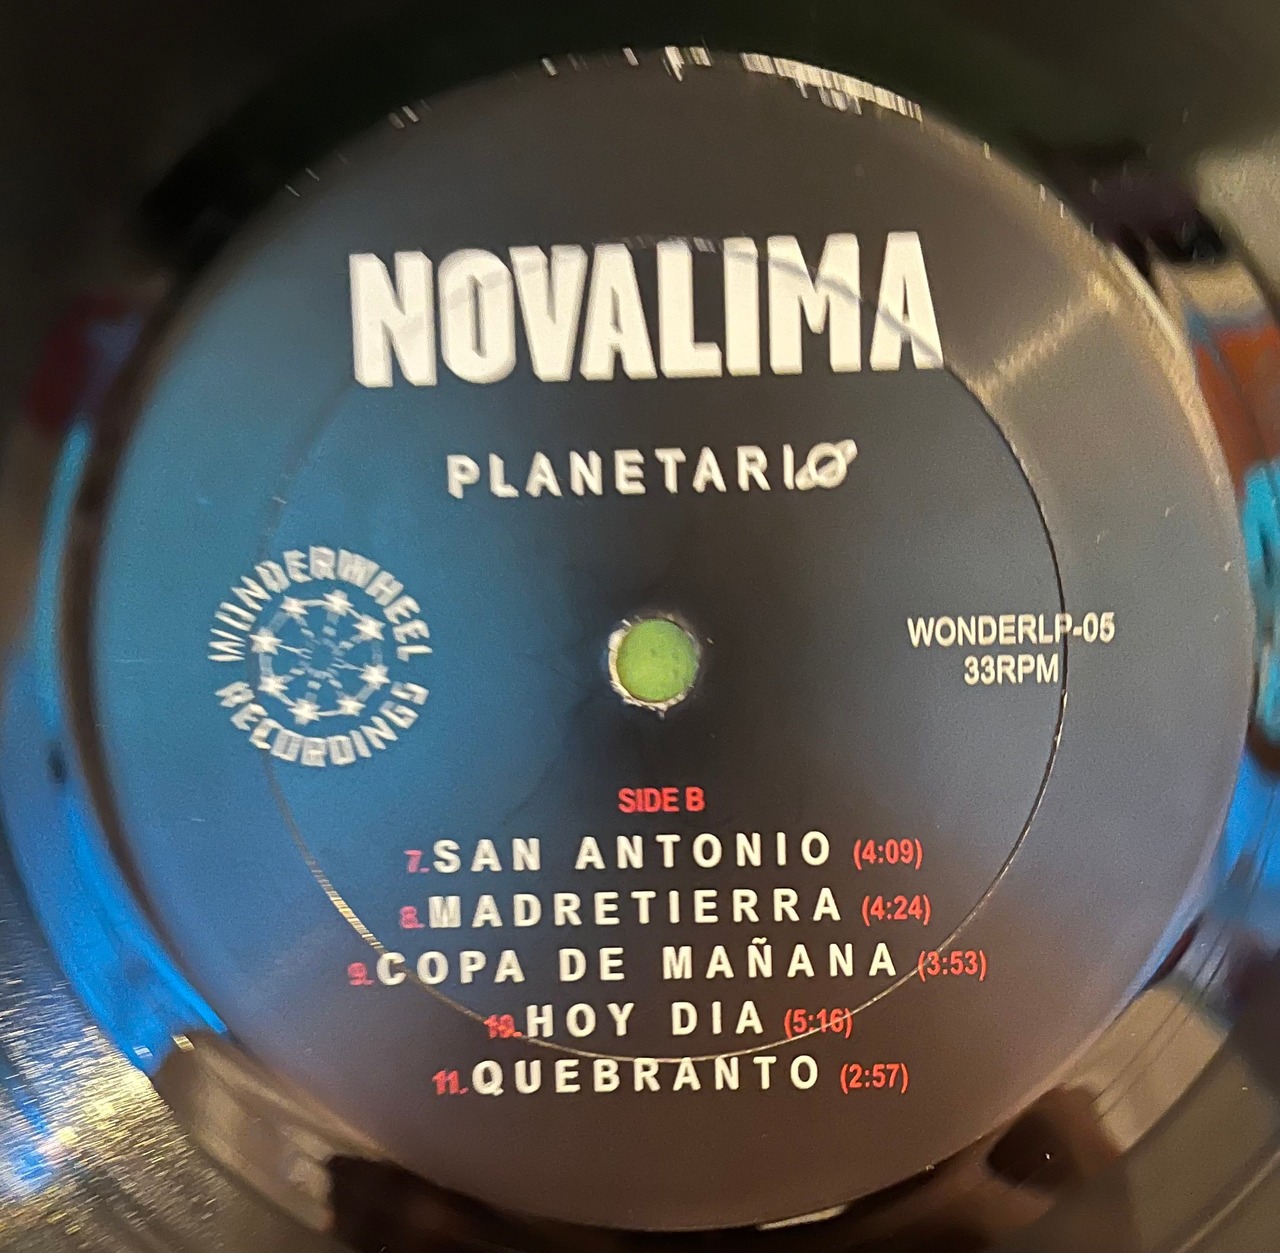 NOVALIMA
PLANETARIO
WONDERWHEEL
RECORDINGS
WONDERLP-05
33RPM
SIDE B
7. SAN ANTONIO (4:09)
8. MADRETIERRA (4:24)
9. COPA DE MAÑANA (3:53)
10. HOY DIA (5:16)
11. QUEBRANTO (2:57)